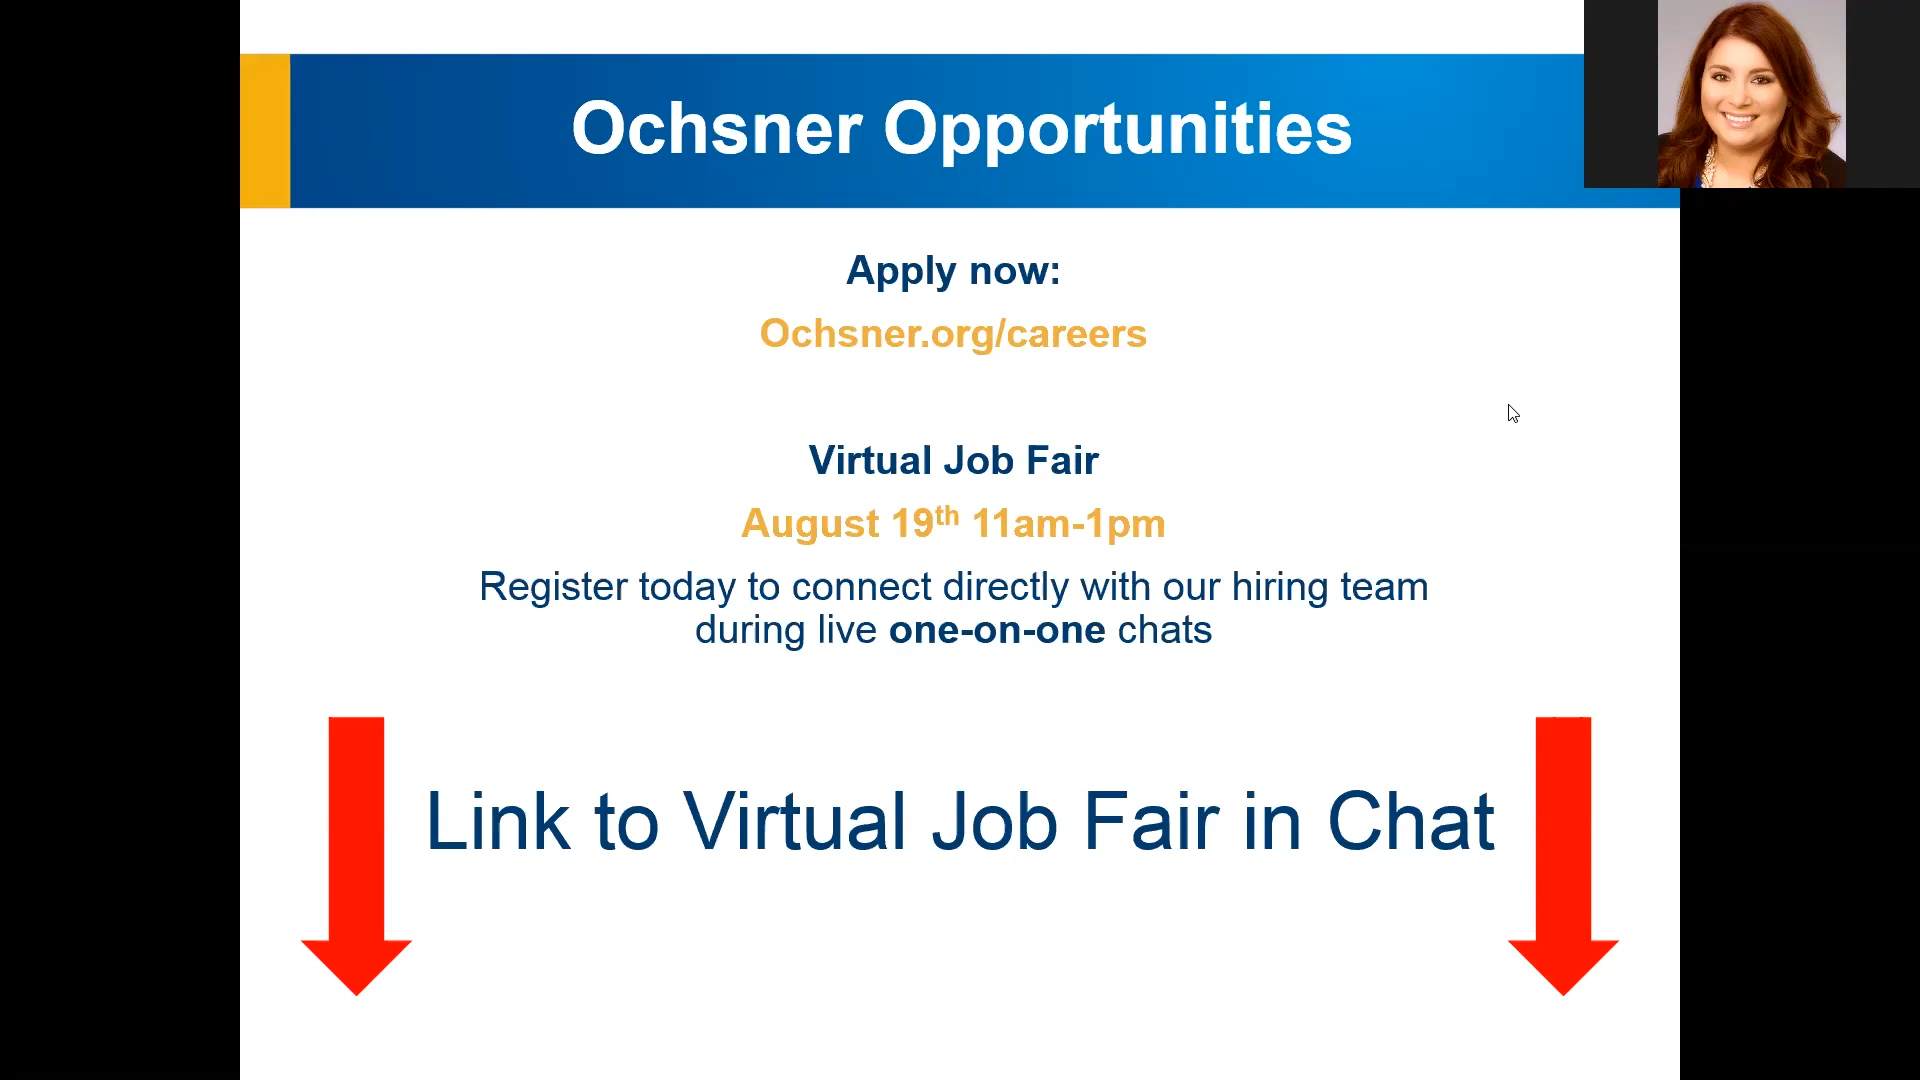 Ochsner Opportunities
Apply now:
Ochsner.org/careers
Virtual Job Fair
August 19th 11am-1pm
Register today to connect directly with our hiring team
during live one-on-one chats
Link to Virtual Job Fair in Chat